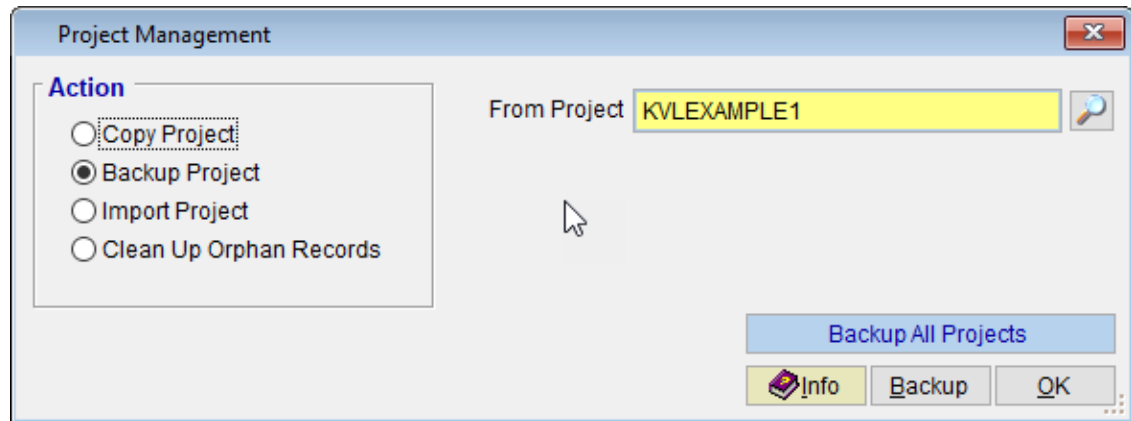 Project Management
Action
Copy Project
Backup Project
Import Project
Clean Up Orphan Records
From Project KVLEXAMPLE1
Backup All Projects
Info Backup OK